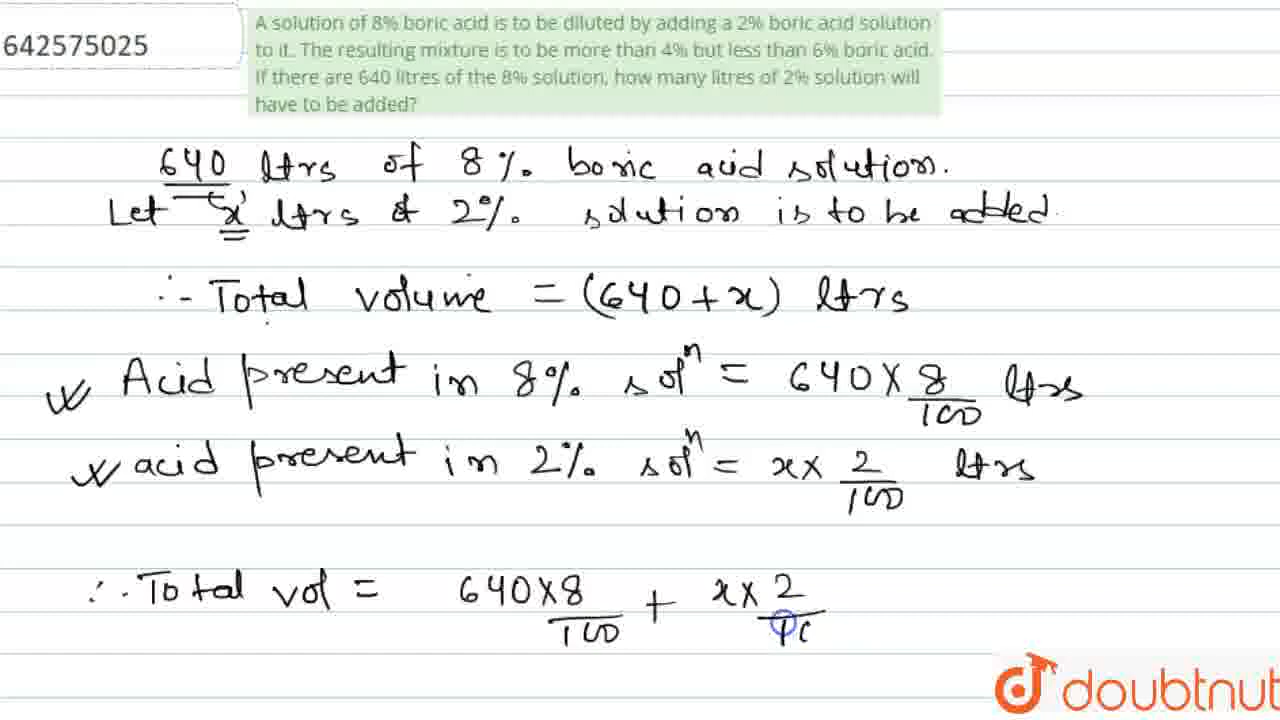 642575025
A solution of 8% boric acid is to be diluted by adding a 2% boric acid solution
to it. The resulting mixture is to be more than 4% but less than 6% boric acid.
If there are 640 litres of the 8% solution, how many litres of 2% solution will
have to be added?
640 ltrs of 8%. boric acid solution.
Let 'x' ltrs of 2%. solution is to be added.
∴ Total volume = (640+x) ltrs
Acid present in 8%. solⁿ = 640 × 8/100 ltrs
acid present in 2%. solⁿ = x × 2/100 ltrs
∴ Total vol = 640 × 8/100 + x × 2/10
doubtnut